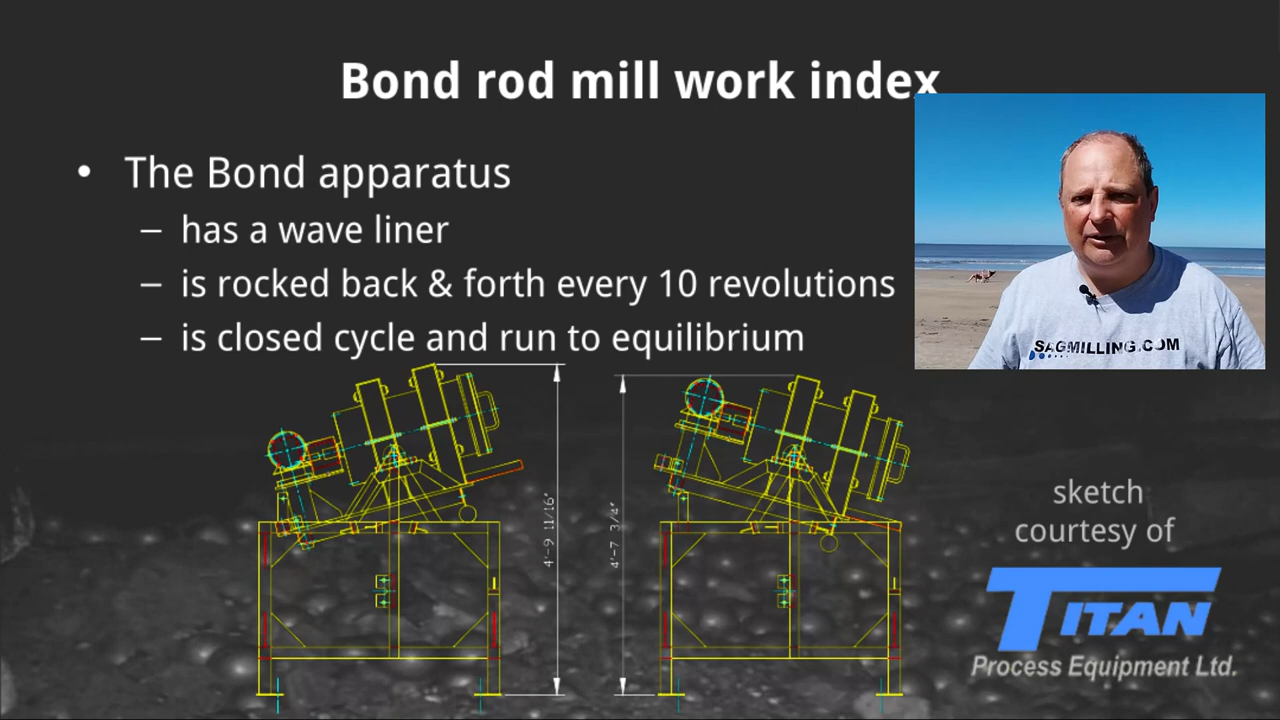 Bond rod mill work index
• The Bond apparatus
– has a wave liner
– is rocked back & forth every 10 revolutions
– is closed cycle and run to equilibrium
SAGMILLING.COM
4'-9 11/16"
4'-7 3/4"
sketch
courtesy of
TITAN
Process Equipment Ltd.